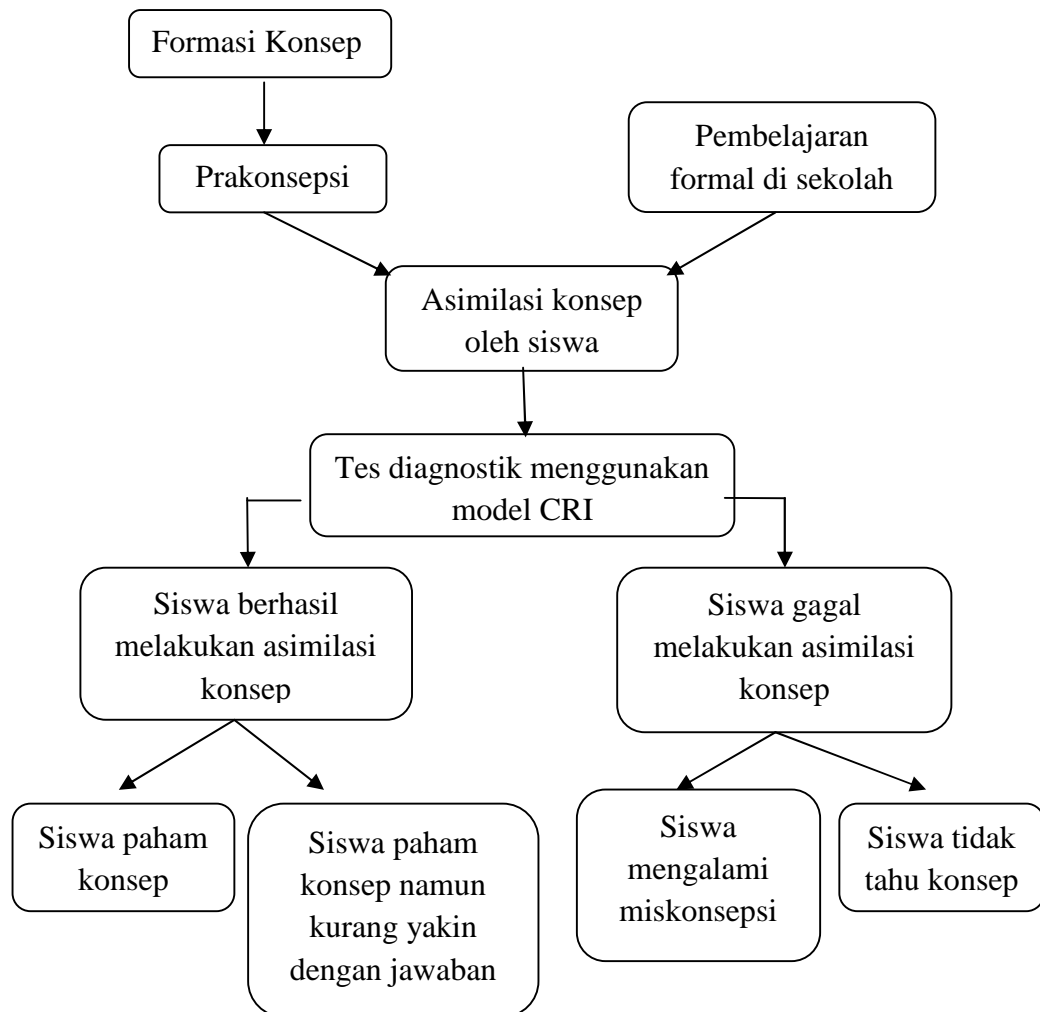 Formasi Konsep
Prakonsepsi
Pembelajaran
formal di sekolah
Asimilasi konsep
oleh siswa
Tes diagnostik menggunakan
model CRI
Siswa berhasil
melakukan asimilasi
konsep
Siswa gagal
melakukan asimilasi
konsep
Siswa paham
konsep
Siswa paham
konsep namun
kurang yakin
dengan jawaban
Siswa
mengalami
miskonsepsi
Siswa tidak
tahu konsep